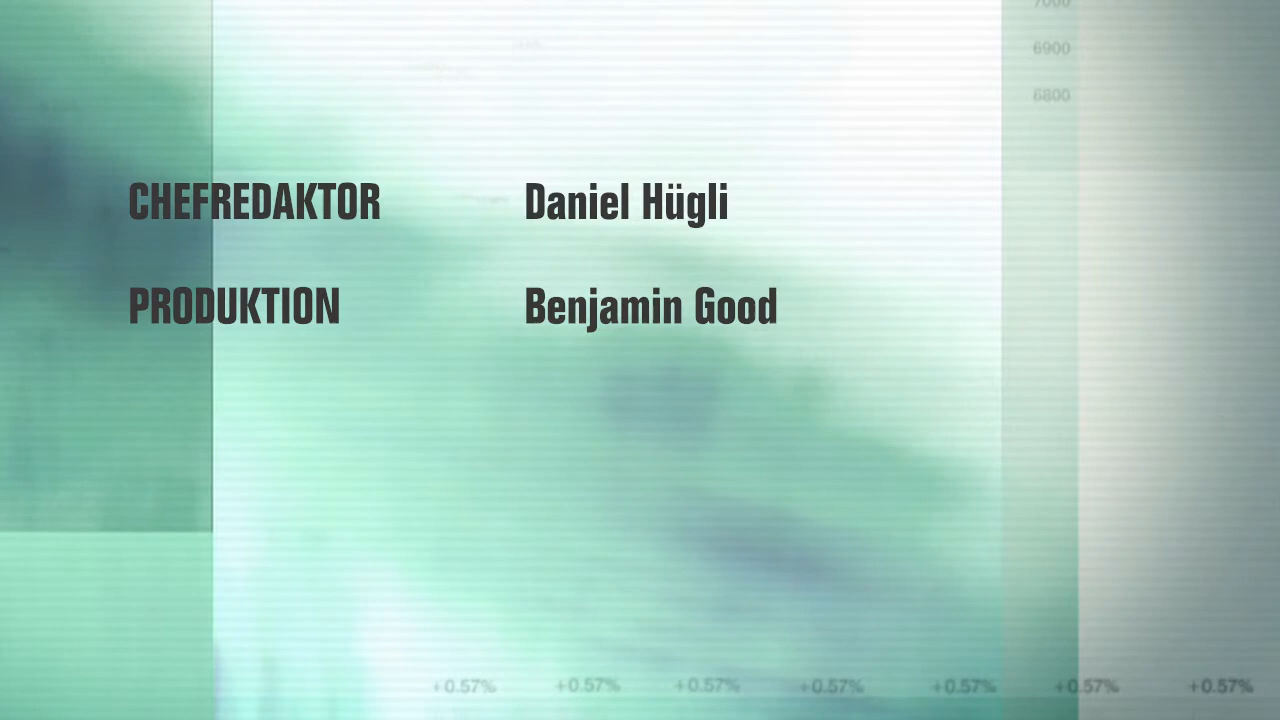 7000
6900
6800
CHEFREDAKTOR Daniel Hügli
PRODUKTION Benjamin Good
+0.57% +0.57% +0.57% +0.57% +0.57% +0.57% +0.57%